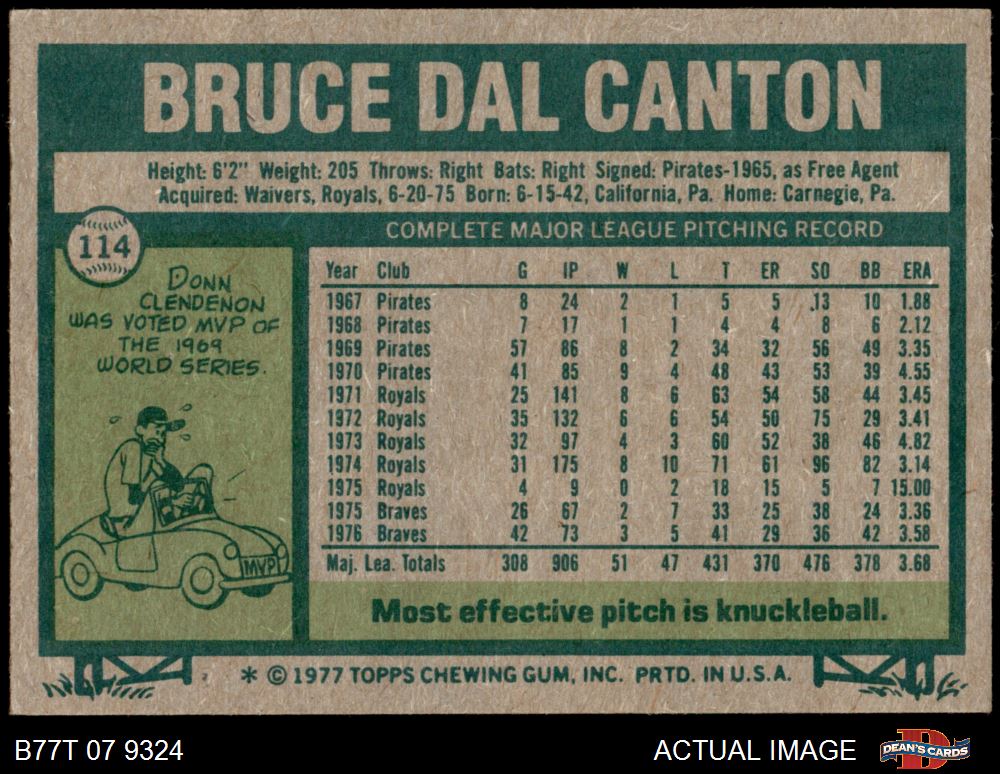 BRUCE DAL CANTON
Height: 6'2" Weight: 205 Throws: Right Bats: Right Signed: Pirates-1965, as Free Agent
Acquired: Waivers, Royals, 6-20-75 Born: 6-15-42, California, Pa. Home: Carnegie, Pa.
114
COMPLETE MAJOR LEAGUE PITCHING RECORD
DONN
CLENDENON
WAS VOTED MVP OF
THE 1969
WORLD SERIES.
MVP
Year Club G IP W L T ER SO BB ERA
1967 Pirates 8 24 2 1 5 5 13 10 1.88
1968 Pirates 7 17 1 1 4 4 8 6 2.12
1969 Pirates 57 86 8 2 34 32 56 49 3.35
1970 Pirates 41 85 9 4 48 43 53 39 4.55
1971 Royals 25 141 8 6 63 54 58 44 3.45
1972 Royals 35 132 6 6 54 50 75 29 3.41
1973 Royals 32 97 4 3 60 52 38 46 4.82
1974 Royals 31 175 8 10 71 61 96 82 3.14
1975 Royals 4 9 0 2 18 15 5 7 15.00
1975 Braves 26 67 2 7 33 25 38 24 3.36
1976 Braves 42 73 3 5 41 29 36 42 3.58
Maj. Lea. Totals 308 906 51 47 431 370 476 378 3.68
Most effective pitch is knuckleball.
* © 1977 TOPPS CHEWING GUM, INC. PRTD. IN U.S.A.
B77T 07 9324
ACTUAL IMAGE
DEAN'S CARDS